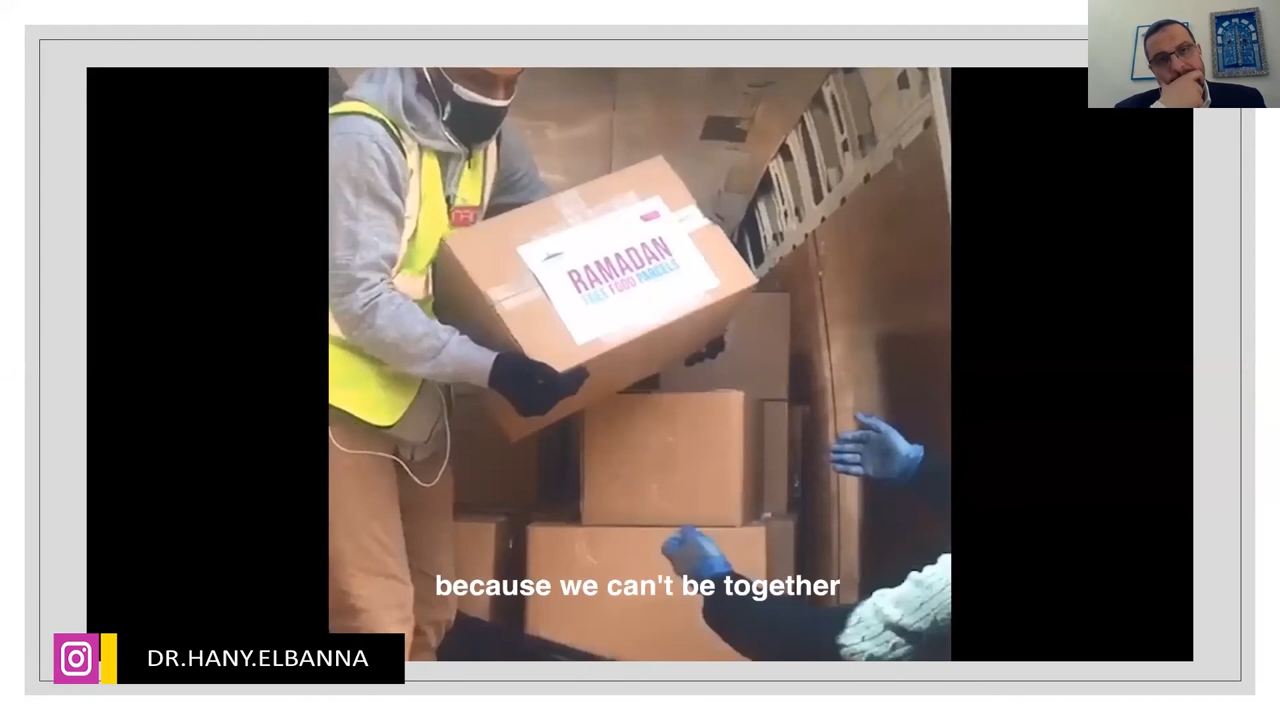 RAMADAN
FREE FOOD PARCELS
because we can't be together
DR.HANY.ELBANNA